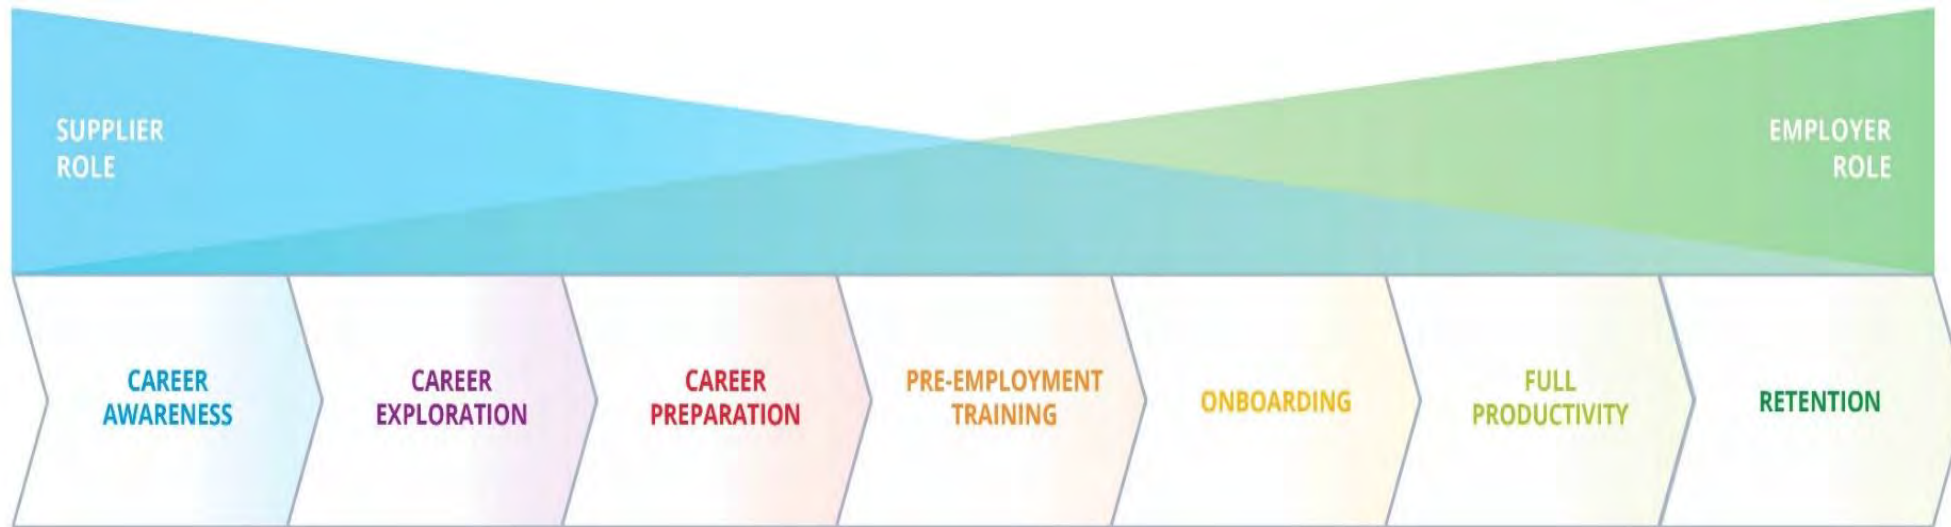 SUPPLIER
ROLE
EMPLOYER
ROLE
CAREER
AWARENESS
CAREER
EXPLORATION
CAREER
PREPARATION
PRE-EMPLOYMENT
TRAINING
ONBOARDING
FULL
PRODUCTIVITY
RETENTION